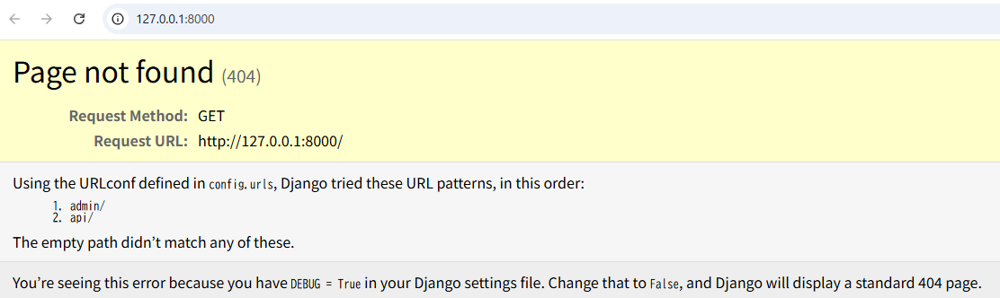 127.0.0.1:8000
Page not found (404)
Request Method: GET
Request URL: http://127.0.0.1:8000/
Using the URLconf defined in config.urls, Django tried these URL patterns, in this order:
1. admin/
2. api/
The empty path didn’t match any of these.
You’re seeing this error because you have DEBUG = True in your Django settings file. Change that to False, and Django will display a standard 404 page.